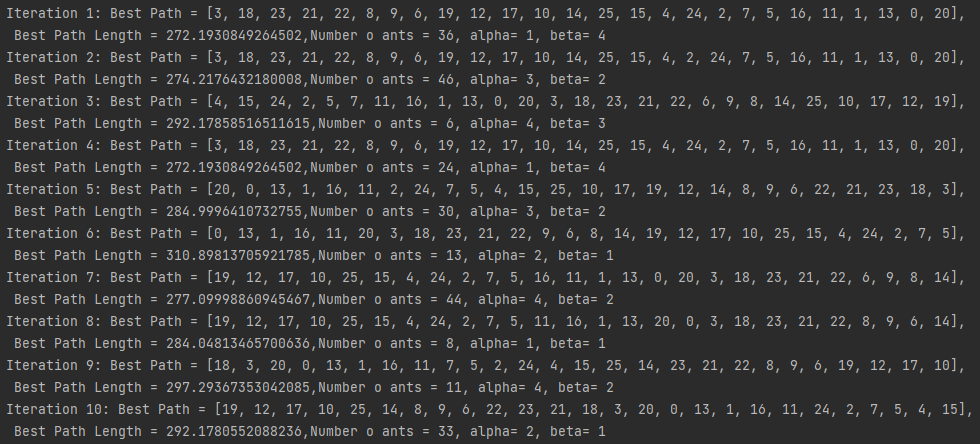 Iteration 1: Best Path = [3, 18, 23, 21, 22, 8, 9, 6, 19, 12, 17, 10, 14, 25, 15, 4, 24, 2, 7, 5, 16, 11, 1, 13, 0, 20],
Best Path Length = 272.1930849264502,Number o ants = 36, alpha= 1, beta= 4
Iteration 2: Best Path = [3, 18, 23, 21, 22, 8, 9, 6, 19, 12, 17, 10, 14, 25, 15, 4, 2, 24, 7, 5, 16, 11, 1, 13, 0, 20],
Best Path Length = 274.2176432180008,Number o ants = 46, alpha= 3, beta= 2
Iteration 3: Best Path = [4, 15, 24, 2, 5, 7, 11, 16, 1, 13, 0, 20, 3, 18, 23, 21, 22, 6, 9, 8, 14, 25, 10, 17, 12, 19],
Best Path Length = 292.17858516511615,Number o ants = 6, alpha= 4, beta= 3
Iteration 4: Best Path = [3, 18, 23, 21, 22, 8, 9, 6, 19, 12, 17, 10, 14, 25, 15, 4, 24, 2, 7, 5, 16, 11, 1, 13, 0, 20],
Best Path Length = 272.1930849264502,Number o ants = 24, alpha= 1, beta= 4
Iteration 5: Best Path = [20, 0, 13, 1, 16, 11, 2, 24, 7, 5, 4, 15, 25, 10, 17, 19, 12, 14, 8, 9, 6, 22, 21, 23, 18, 3],
Best Path Length = 284.9996410732755,Number o ants = 30, alpha= 3, beta= 2
Iteration 6: Best Path = [0, 13, 1, 16, 11, 20, 3, 18, 23, 21, 22, 9, 6, 8, 14, 19, 12, 17, 10, 25, 15, 4, 24, 2, 7, 5],
Best Path Length = 310.89813705921785,Number o ants = 13, alpha= 2, beta= 1
Iteration 7: Best Path = [19, 12, 17, 10, 25, 15, 4, 24, 2, 7, 5, 16, 11, 1, 13, 0, 20, 3, 18, 23, 21, 22, 6, 9, 8, 14],
Best Path Length = 277.09998860945467,Number o ants = 44, alpha= 4, beta= 2
Iteration 8: Best Path = [19, 12, 17, 10, 25, 15, 4, 24, 2, 7, 5, 11, 16, 1, 13, 20, 0, 3, 18, 23, 21, 22, 8, 9, 6, 14],
Best Path Length = 284.04813465700636,Number o ants = 8, alpha= 1, beta= 1
Iteration 9: Best Path = [18, 3, 20, 0, 13, 1, 16, 11, 7, 5, 2, 24, 4, 15, 25, 14, 23, 21, 22, 8, 9, 6, 19, 12, 17, 10],
Best Path Length = 297.29367353042085,Number o ants = 11, alpha= 4, beta= 2
Iteration 10: Best Path = [19, 12, 17, 10, 25, 14, 8, 9, 6, 22, 23, 21, 18, 3, 20, 0, 13, 1, 16, 11, 24, 2, 7, 5, 4, 15],
Best Path Length = 292.1780552088236,Number o ants = 33, alpha= 2, beta= 1